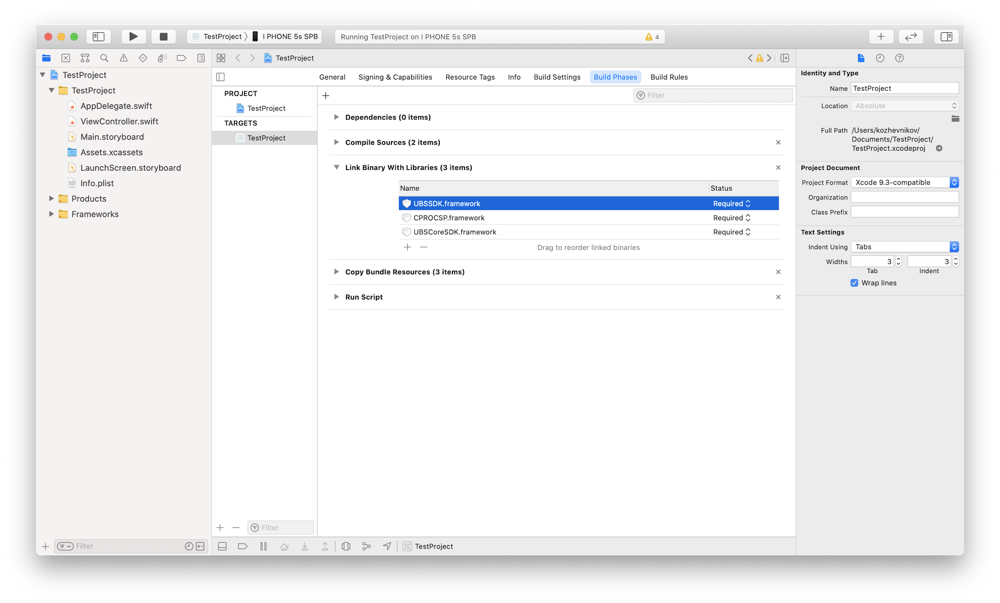 TestProject
I PHONE 5s SPB
Running TestProject on I PHONE 5s SPB
4
TestProject
TestProject
TestProject
AppDelegate.swift
ViewController.swift
Main.storyboard
Assets.xcassets
LaunchScreen.storyboard
Info.plist
Products
Frameworks
Filter
General Signing & Capabilities Resource Tags Info Build Settings Build Phases Build Rules
PROJECT
TestProject
TARGETS
TestProject
Filter
Filter
Dependencies (0 items)
Compile Sources (2 items)
Link Binary With Libraries (3 items)
Name Status
UBSSDK.framework Required
CPROCSP.framework Required
UBSCoreSDK.framework Required
Drag to reorder linked binaries
Copy Bundle Resources (3 items)
Run Script
TestProject
Identity and Type
Name TestProject
Location Absolute
Full Path /Users/kozhevnikov/
Documents/TestProject/
TestProject.xcodeproj
Project Document
Project Format Xcode 9.3-compatible
Organization
Class Prefix
Text Settings
Indent Using Tabs
Widths 3 3
Tab Indent
Wrap lines